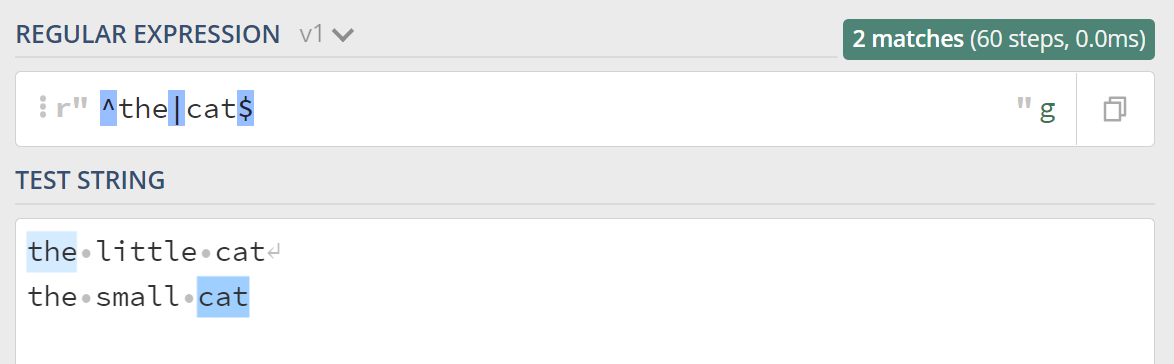 REGULAR EXPRESSION v1 2 matches (60 steps, 0.0ms)
r" ^the|cat$ " g
TEST STRING
the·little·cat↵
the·small·cat